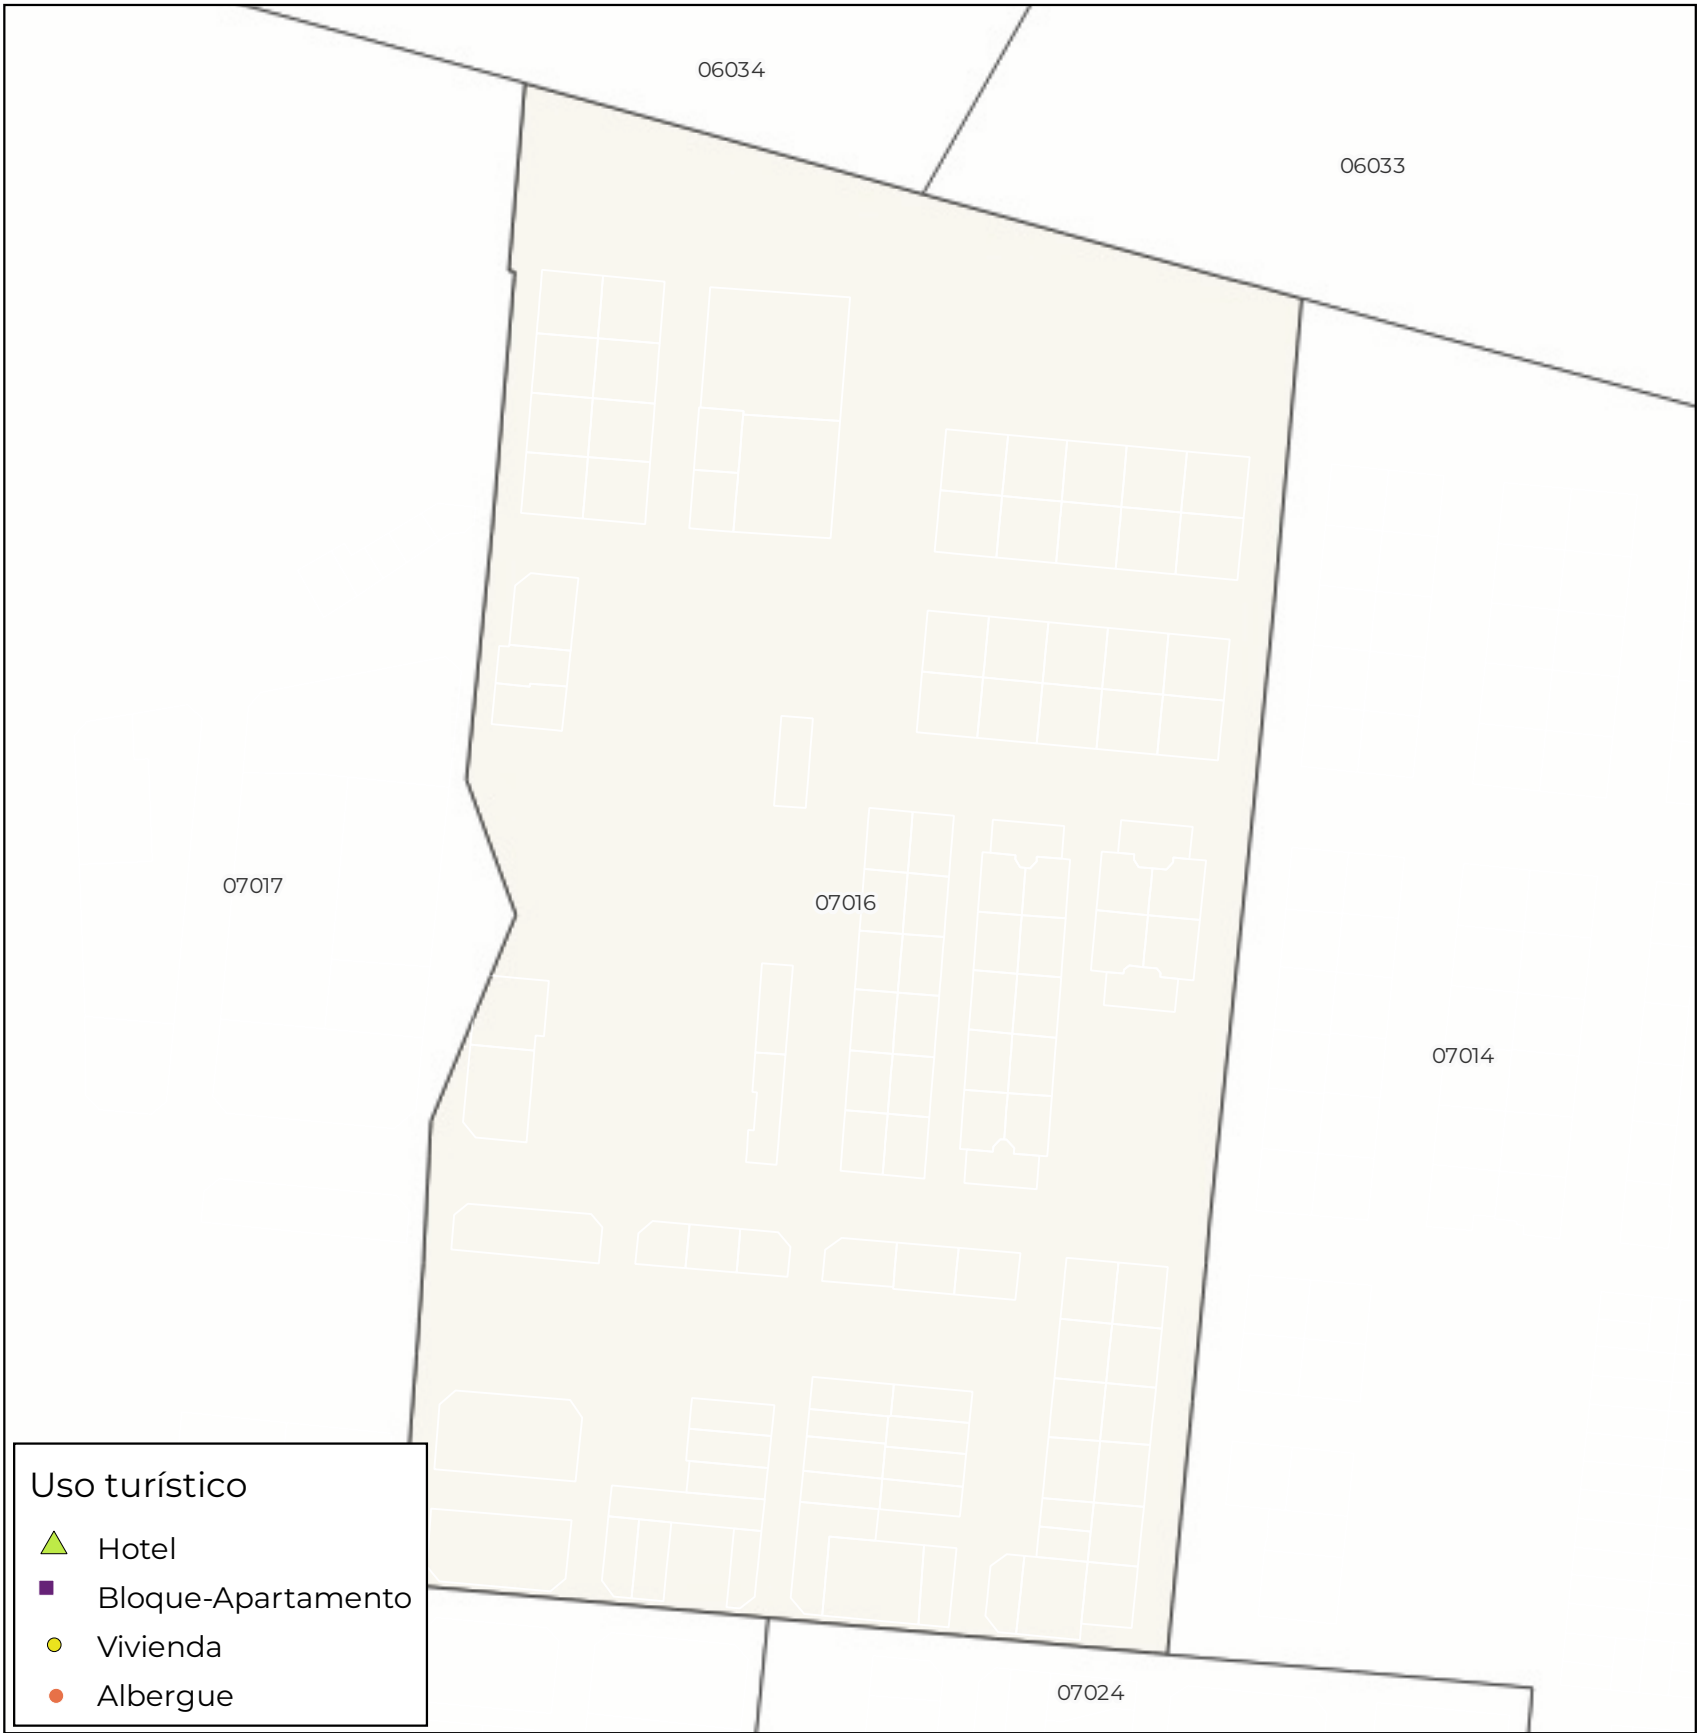 06034
06033
07017
07016
07014
07024
Uso turístico
Hotel
Bloque-Apartamento
Vivienda
Albergue